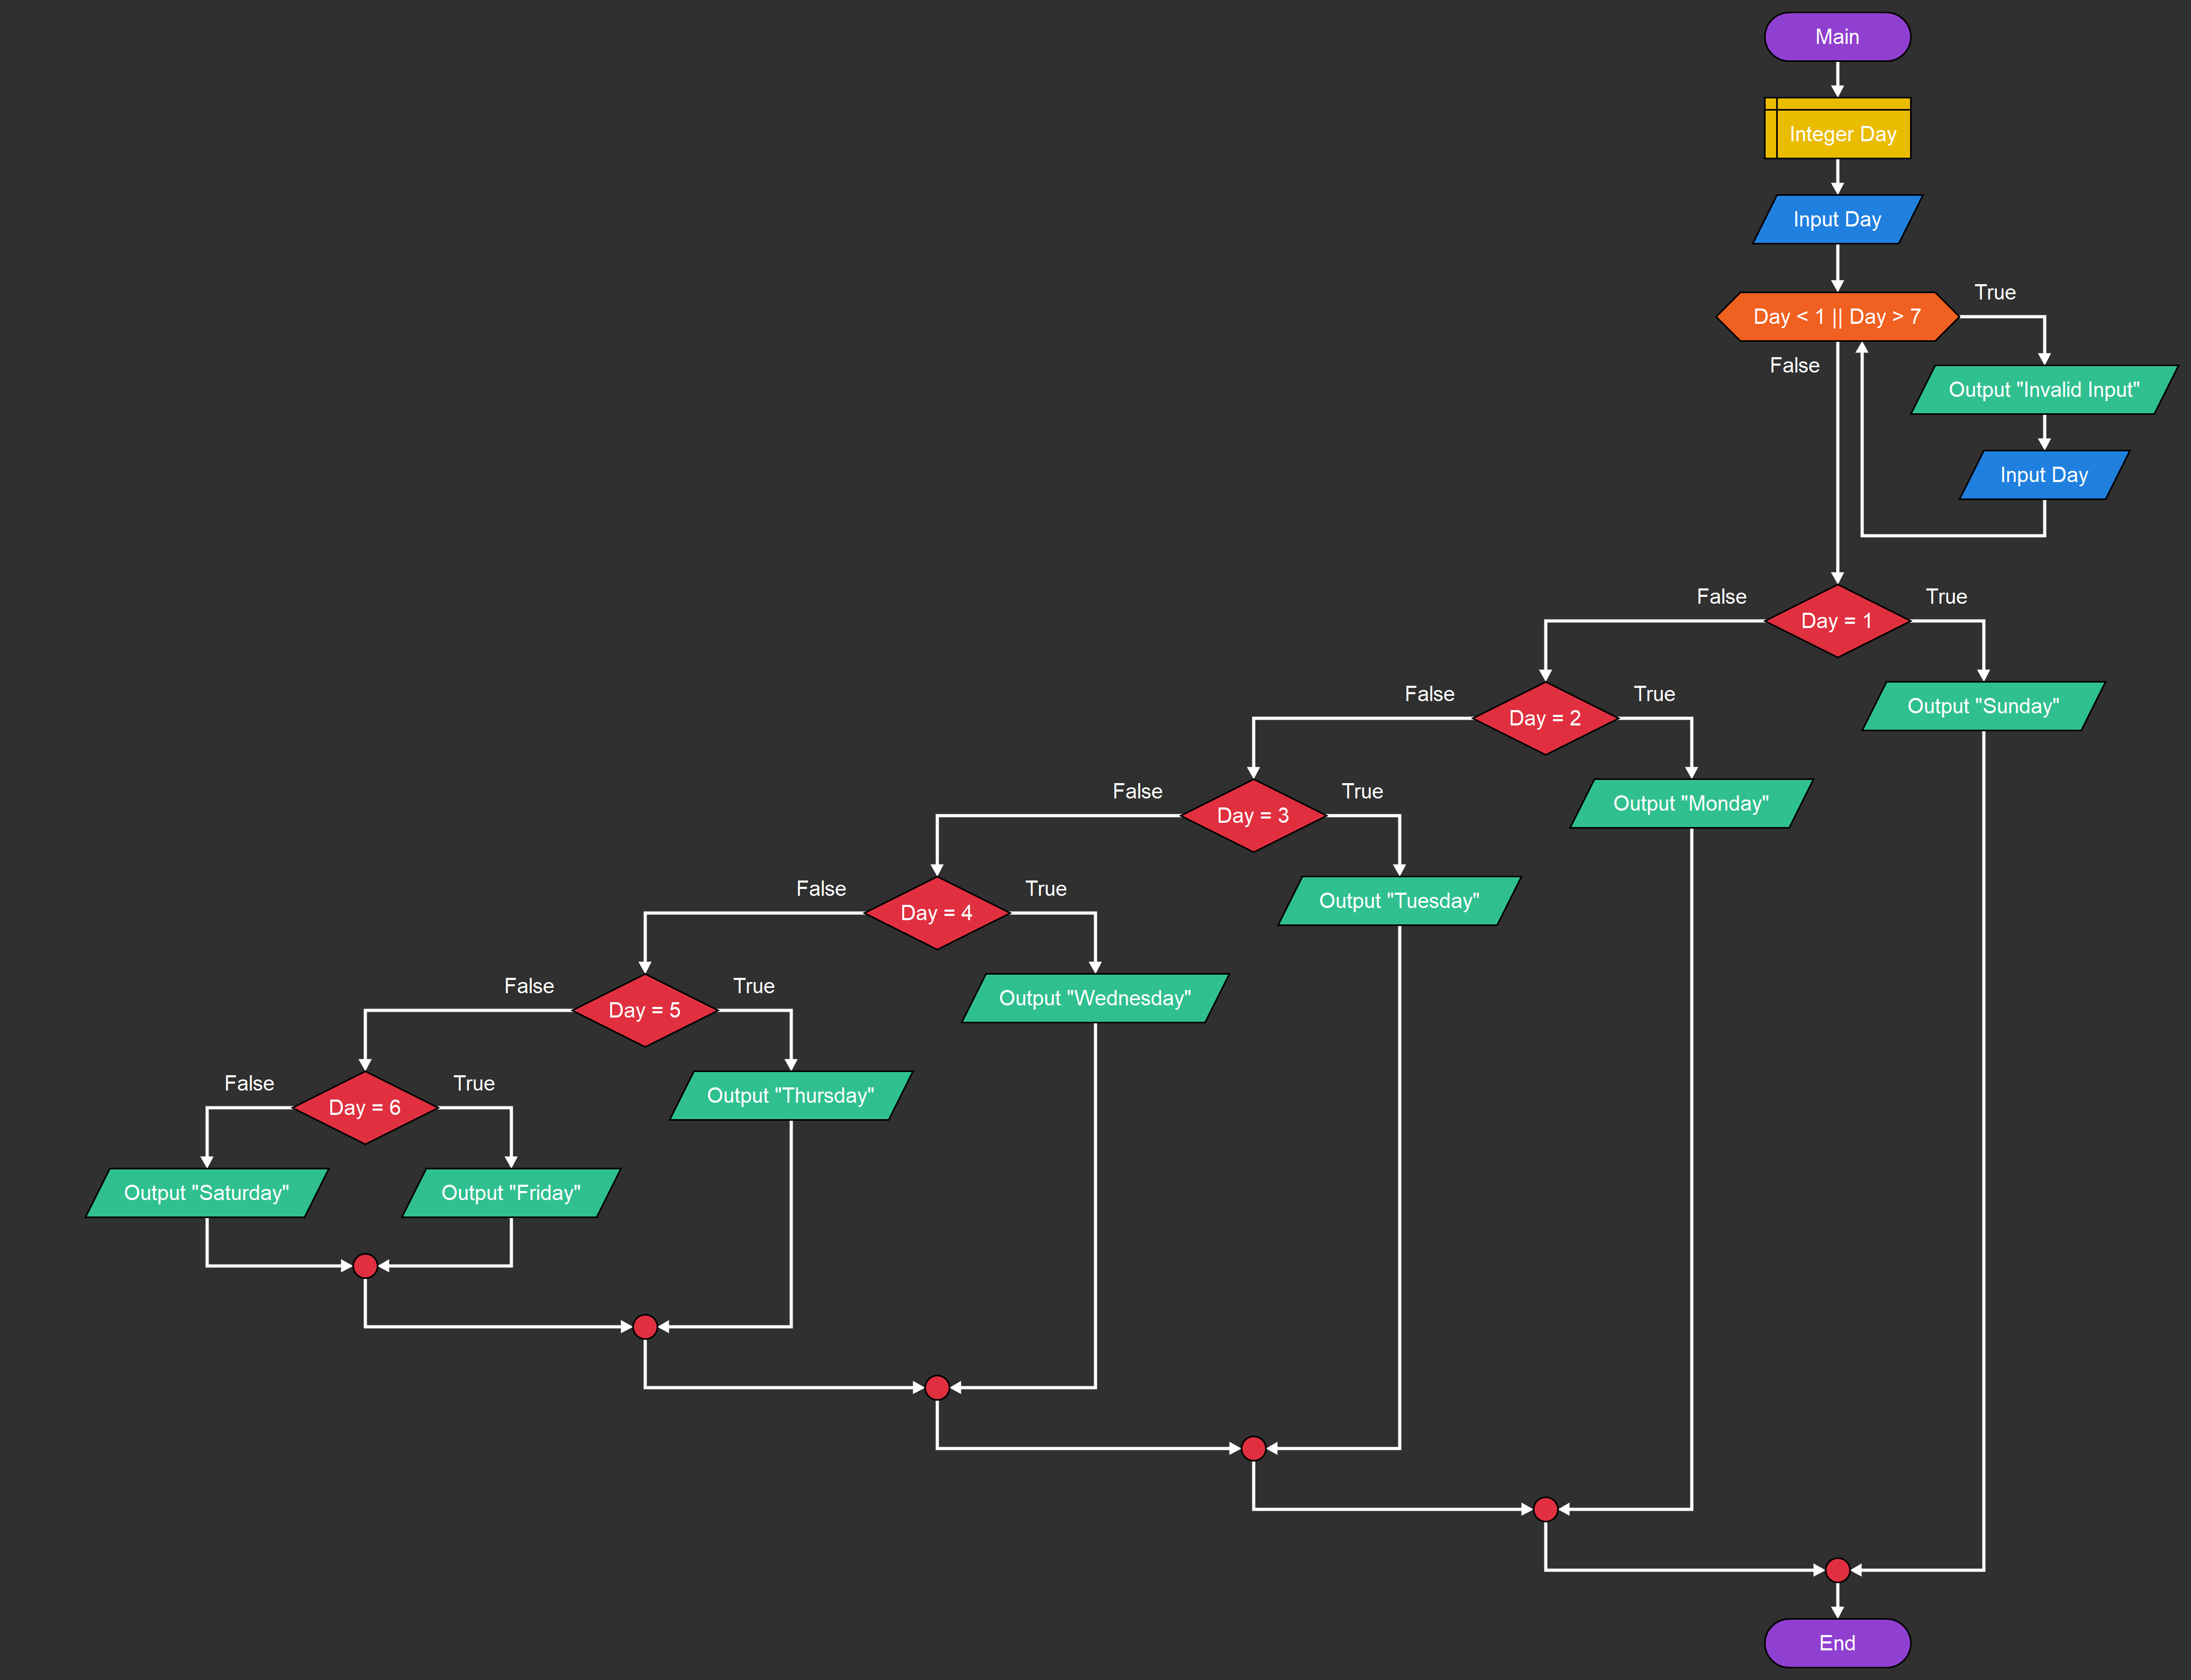 Main
Integer Day
Input Day
True
Day < 1 || Day > 7
False
Output "Invalid Input"
Input Day
False
True
Day = 1
False
True
Output "Sunday"
Day = 2
False
True
Output "Monday"
Day = 3
False
True
Output "Tuesday"
Day = 4
False
True
Output "Wednesday"
Day = 5
False
True
Output "Thursday"
Day = 6
Output "Saturday"
Output "Friday"
End